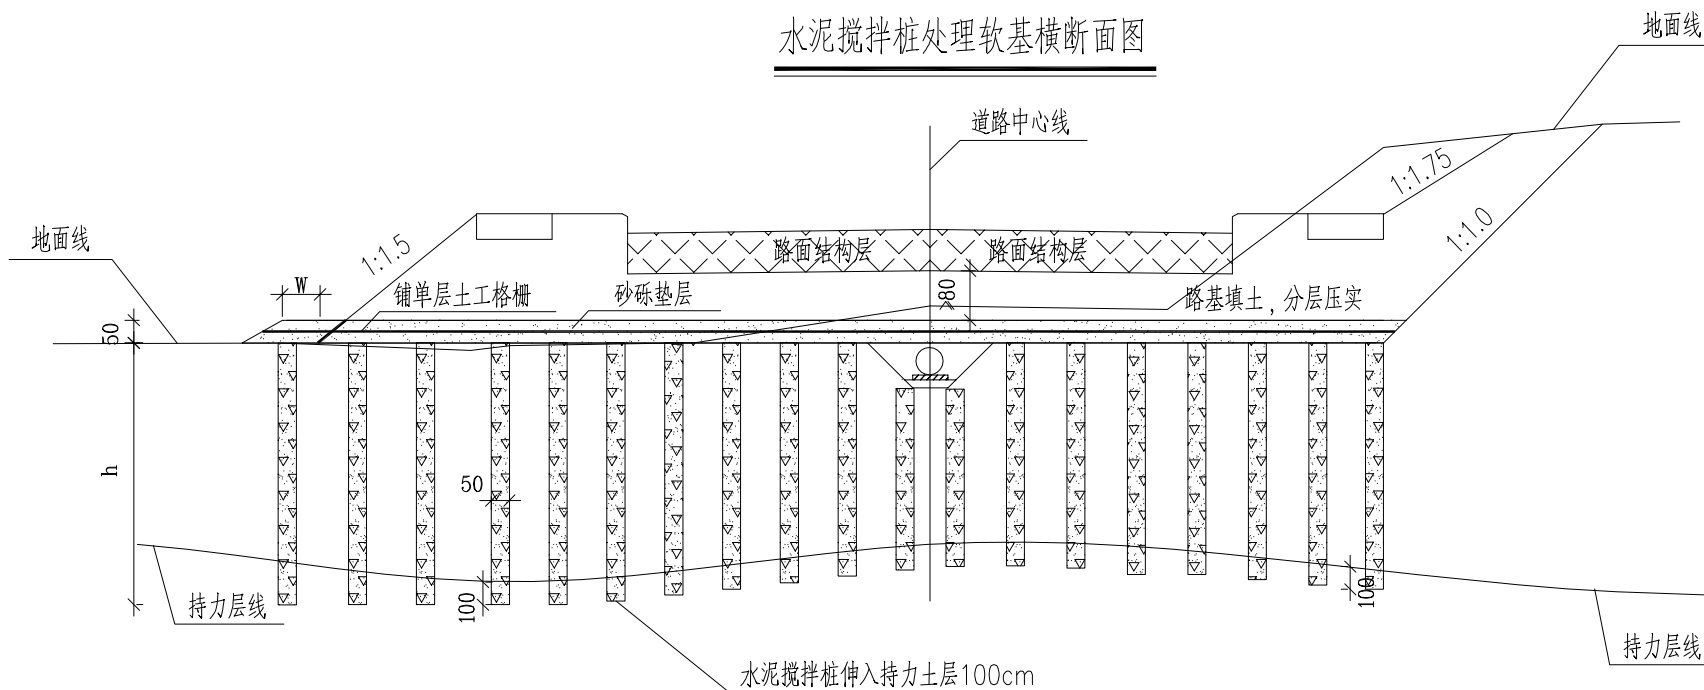 水泥搅拌桩处理软基横断面图
地面线
道路中心线
1:1.75
1:1.0
地面线
1:1.5
路面结构层
路面结构层
W
铺单层土工格栅
砂砾垫层
>80
路基填土，分层压实
50
h
50
100
100
持力层线
持力层线
水泥搅拌桩伸入持力土层100cm